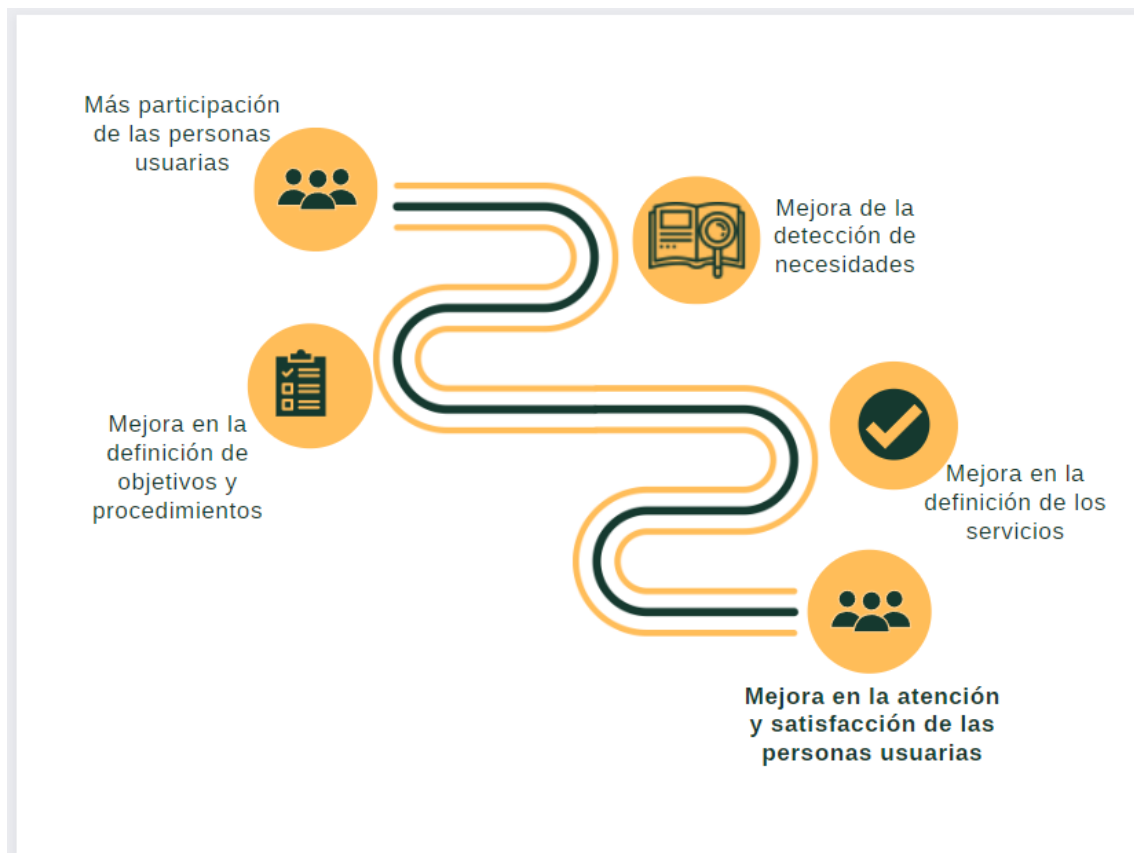 Más participación
de las personas
usuarias
Mejora de la
detección de
necesidades
Mejora en la
definición de
objetivos y
procedimientos
Mejora en la
definición de los
servicios
Mejora en la atención
y satisfacción de las
personas usuarias